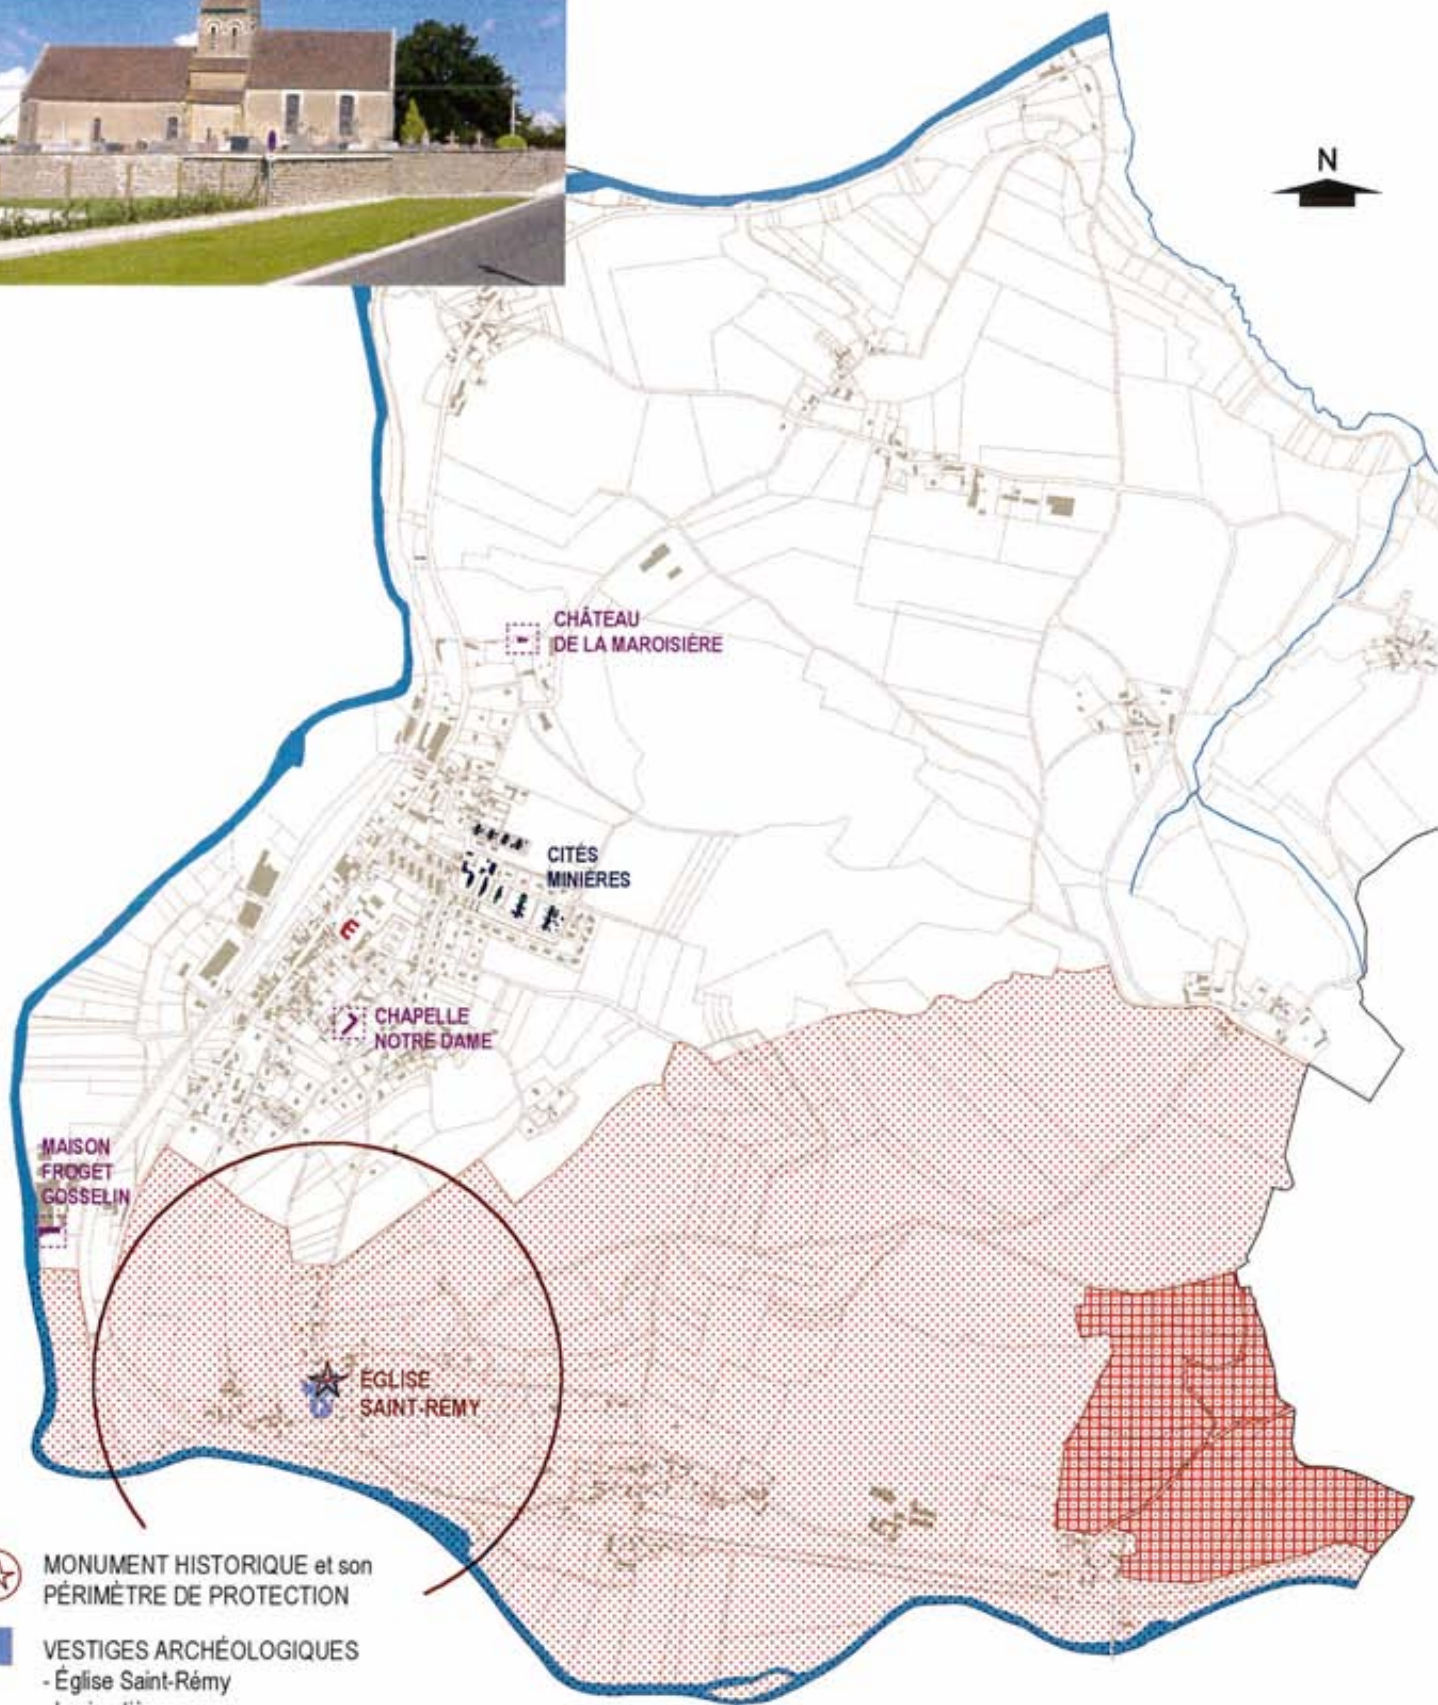 N
CHÂTEAU
DE LA MAROISIÈRE
CITÉS
MINIÈRES
E
CHAPELLE
NOTRE DAME
MAISON
FROGET
GOSSELIN
ÉGLISE
SAINT-RÉMY
MONUMENT HISTORIQUE et son
PÉRIMÈTRE DE PROTECTION
VESTIGES ARCHÉOLOGIQUES
- Église Saint-Rémy